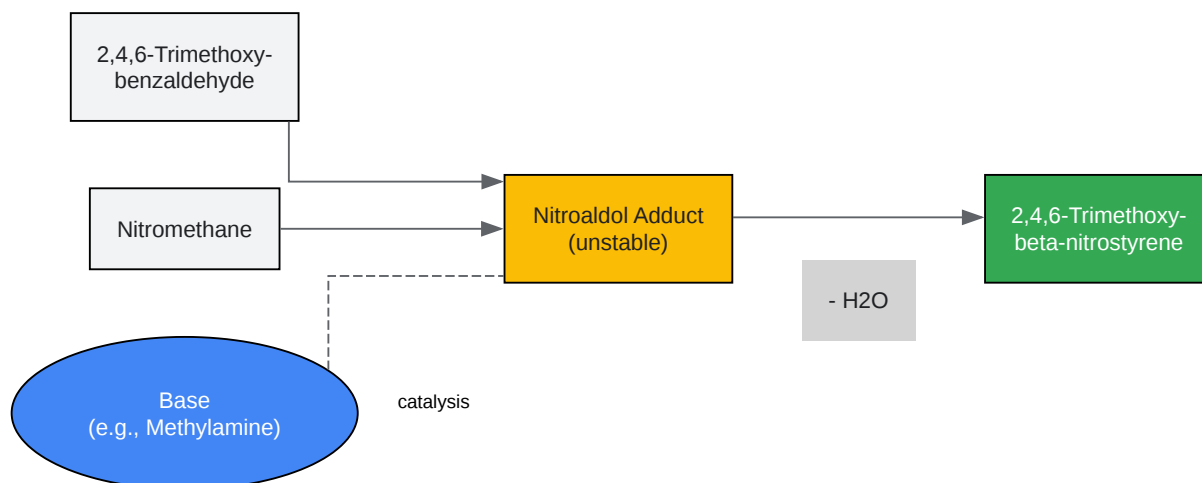 2,4,6-Trimethoxy-
benzaldehyde
Nitromethane
Nitroaldol Adduct
(unstable)
2,4,6-Trimethoxy-
beta-nitrostyrene
- H2O
Base
(e.g., Methylamine)
catalysis